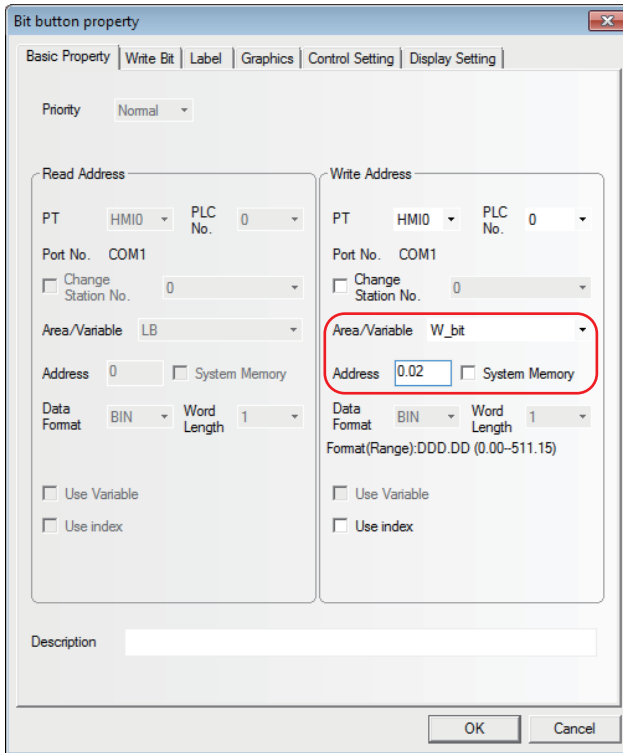 Bit button property
Basic Property Write Bit Label Graphics Control Setting Display Setting
Priority Normal
Read Address
PT HMI0 PLC No. 0
Port No. COM1
Change Station No. 0
Area/Variable LB
Address 0 System Memory
Data Format BIN Word Length 1
Use Variable
Use index
Write Address
PT HMI0 PLC No. 0
Port No. COM1
Change Station No. 0
Area/Variable W_bit
Address 0.02 System Memory
Data Format BIN Word Length 1
Format(Range):DDD.DD (0.00--511.15)
Use Variable
Use index
Description
OK Cancel